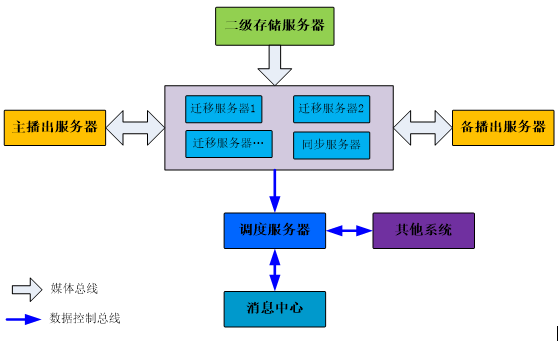 二级存储服务器
迁移服务器1
迁移服务器2
主播出服务器
备播出服务器
迁移服务器…
同步服务器
调度服务器
其他系统
媒体总线
消息中心
数据控制总线